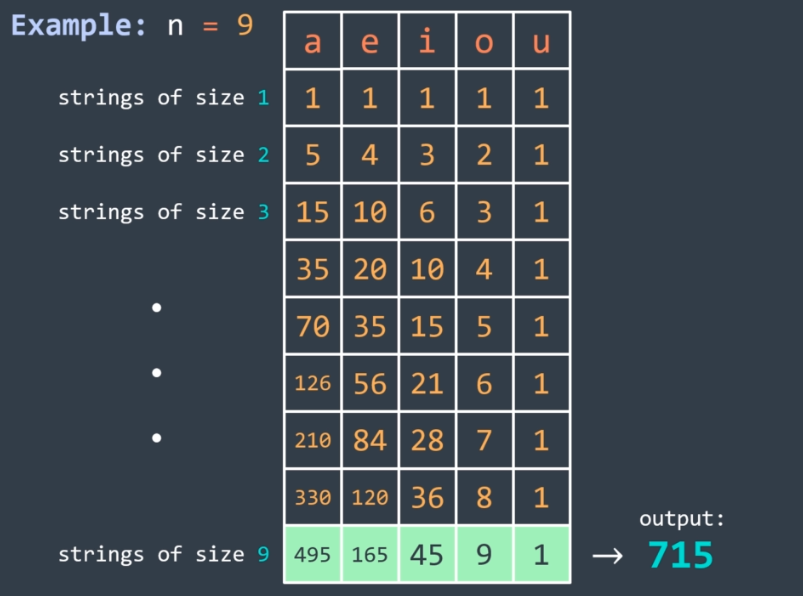 Example: n = 9
a e i o u
strings of size 1 1 1 1 1 1
strings of size 2 5 4 3 2 1
strings of size 3 15 10 6 3 1
35 20 10 4 1
70 35 15 5 1
126 56 21 6 1
210 84 28 7 1
330 120 36 8 1
output:
strings of size 9 495 165 45 9 1 → 715